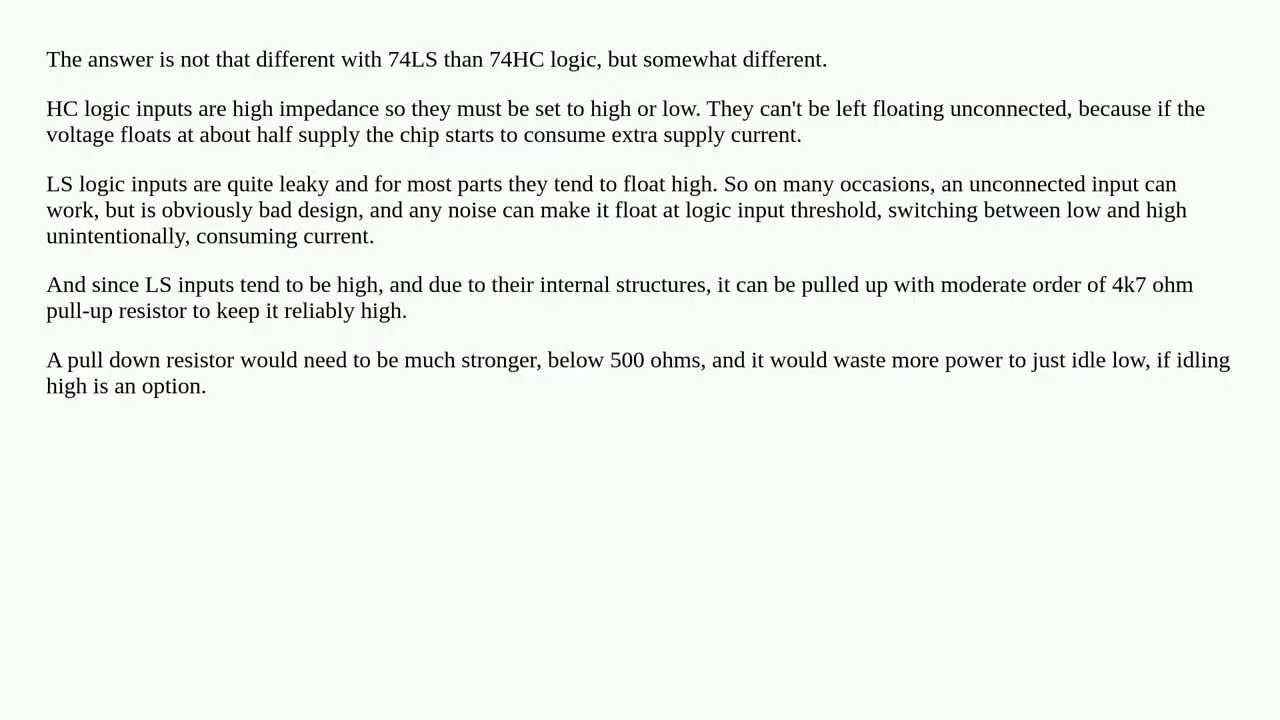 The answer is not that different with 74LS than 74HC logic, but somewhat different.
HC logic inputs are high impedance so they must be set to high or low. They can't be left floating unconnected, because if the
voltage floats at about half supply the chip starts to consume extra supply current.
LS logic inputs are quite leaky and for most parts they tend to float high. So on many occasions, an unconnected input can
work, but is obviously bad design, and any noise can make it float at logic input threshold, switching between low and high
unintentionally, consuming current.
And since LS inputs tend to be high, and due to their internal structures, it can be pulled up with moderate order of 4k7 ohm
pull-up resistor to keep it reliably high.
A pull down resistor would need to be much stronger, below 500 ohms, and it would waste more power to just idle low, if idling
high is an option.